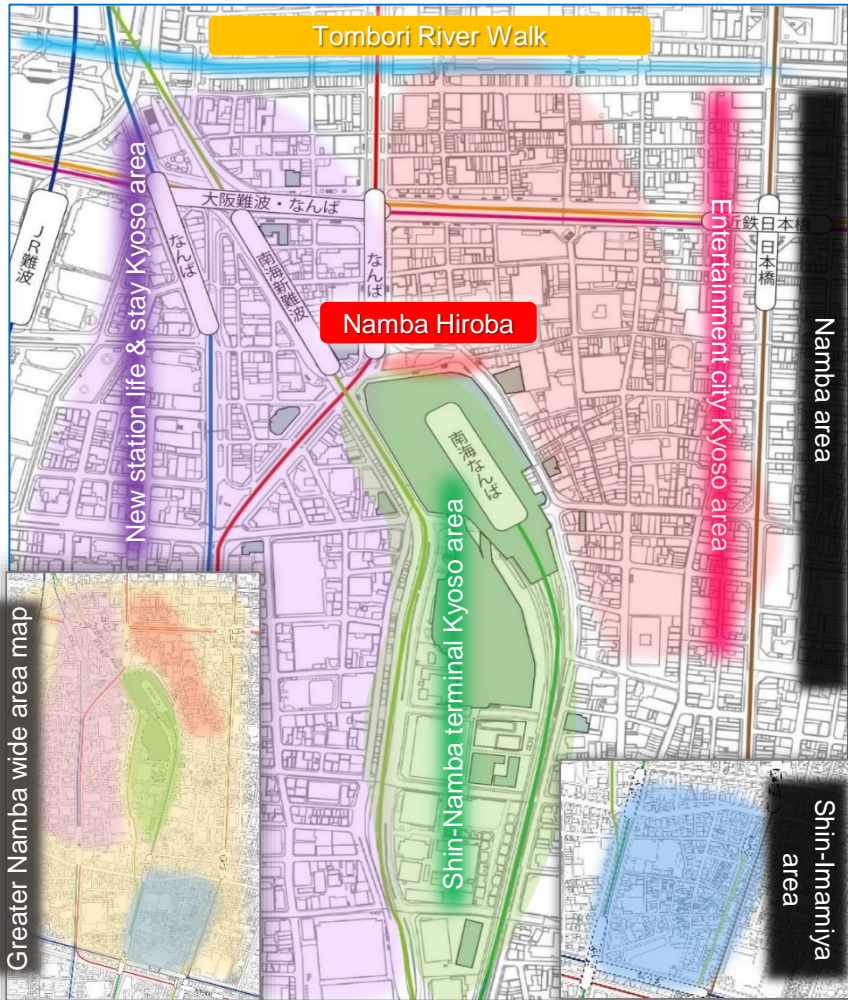 Tombori River Walk
New station life & stay Kyoso area
大阪難波・なんば
なんば
南海新難波
なんば
JR難波
近鉄日本橋
日本橋
Entertainment city Kyoso area
Namba area
Namba Hiroba
南海なんば
Shin-Namba terminal Kyoso area
Greater Namba wide area map
Shin-Imamiya
area